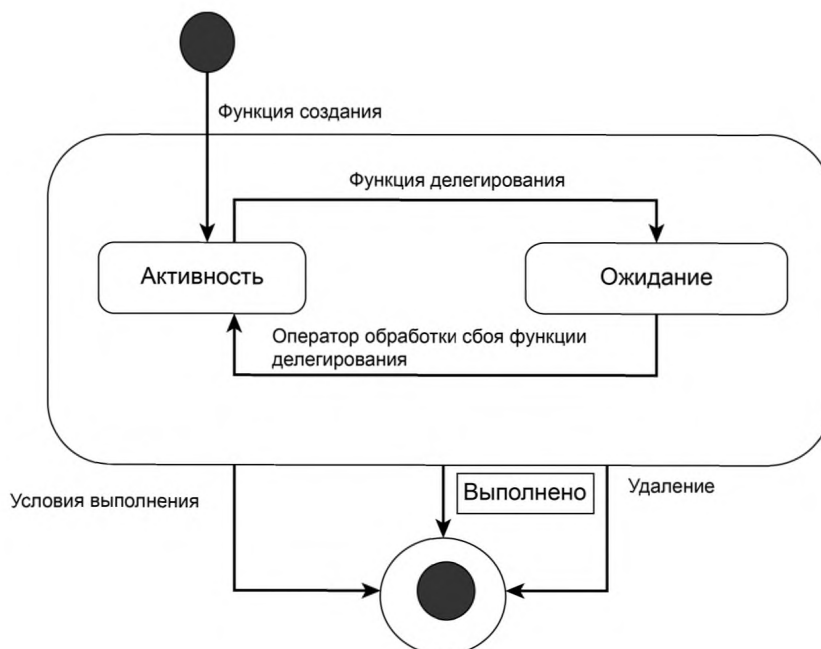 Функция создания
Функция делегирования
Активность
Ожидание
Оператор обработки сбоя функции
делегирования
Условия выполнения
Выполнено
Удаление